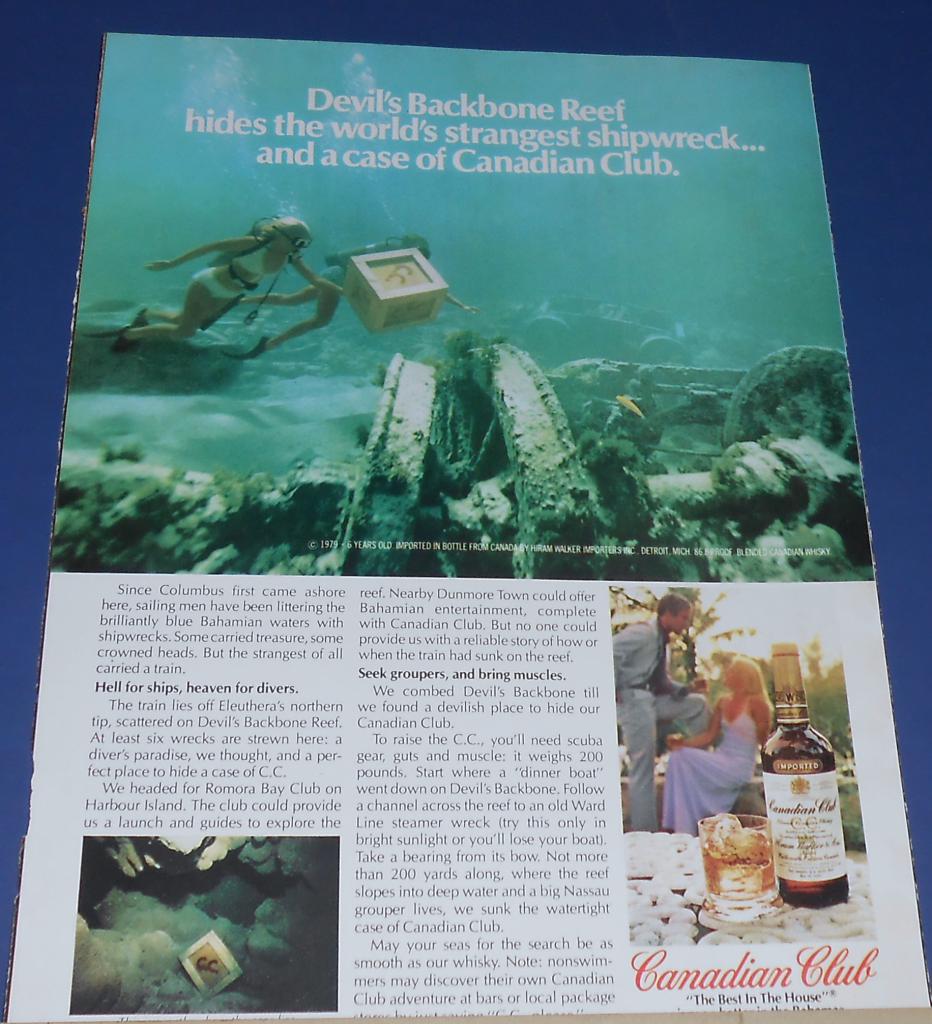 Devil's Backbone Reef
hides the world's strangest shipwreck...
and a case of Canadian Club.
© 1979 • 6 YEARS OLD. IMPORTED IN BOTTLE FROM CANADA BY HIRAM WALKER IMPORTERS INC., DETROIT, MICH. 86.8 PROOF. BLENDED CANADIAN WHISKY.
Since Columbus first came ashore
here, sailing men have been littering the
brilliantly blue Bahamian waters with
shipwrecks. Some carried treasure, some
crowned heads. But the strangest of all
carried a train.
Hell for ships, heaven for divers.
The train lies off Eleuthera's northern
tip, scattered on Devil's Backbone Reef.
At least six wrecks are strewn here: a
diver's paradise, we thought, and a per-
fect place to hide a case of C.C.
We headed for Romora Bay Club on
Harbour Island. The club could provide
us a launch and guides to explore the
reef. Nearby Dunmore Town could offer
Bahamian entertainment, complete
with Canadian Club. But no one could
provide us with a reliable story of how or
when the train had sunk on the reef.
Seek groupers, and bring muscles.
We combed Devil's Backbone till
we found a devilish place to hide our
Canadian Club.
To raise the C.C., you'll need scuba
gear, guts and muscle: it weighs 200
pounds. Start where a "dinner boat"
went down on Devil's Backbone. Follow
a channel across the reef to an old Ward
Line steamer wreck (try this only in
bright sunlight or you'll lose your boat).
Take a bearing from its bow. Not more
than 200 yards along, where the reef
slopes into deep water and a big Nassau
grouper lives, we sunk the watertight
case of Canadian Club.
May your seas for the search be as
smooth as our whisky. Note: nonswim-
mers may discover their own Canadian
Club adventure at bars or local package
IMPORTED
Canadian Club
Canadian Club
"The Best In The House"®